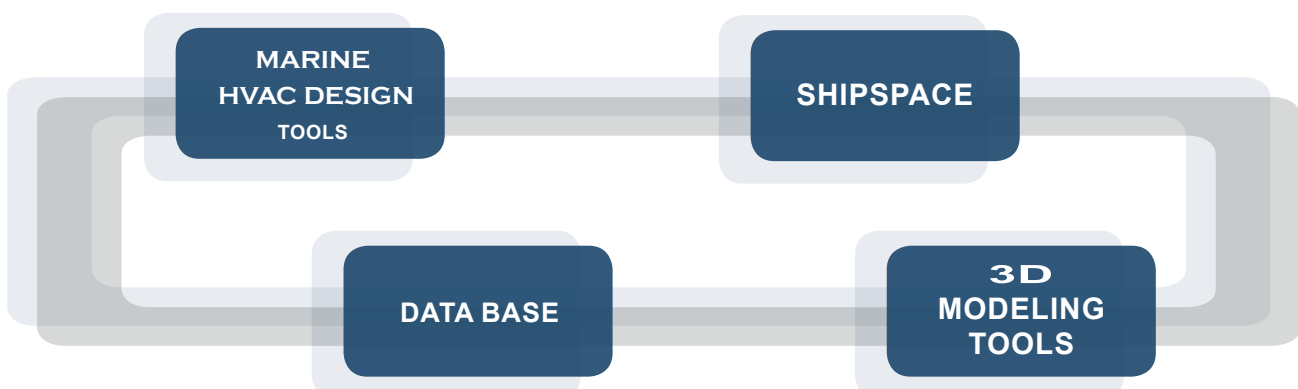 MARINE
HVAC DESIGN
TOOLS
SHIPSPACE
DATA BASE
3D
MODELING
TOOLS